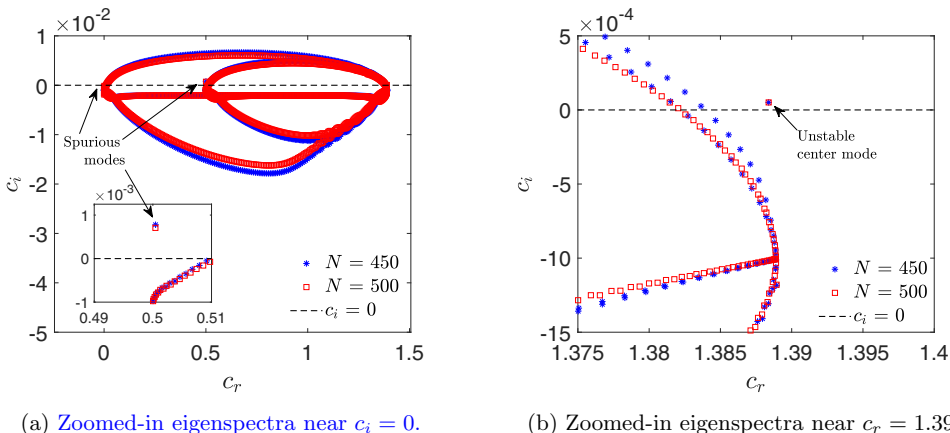 ×10⁻²
1
0
-1
-2
-3
-4
-5
0
0.5
1
1.5
c_i
c_r
Spurious
modes
×10⁻³
1
0
-1
0.49
0.5
0.51
N = 450
N = 500
c_i = 0
(a) Zoomed-in eigenspectra near c_i = 0.
×10⁻⁴
5
0
-5
-10
-15
1.375
1.38
1.385
1.39
1.395
1.4
c_i
c_r
Unstable
center mode
N = 450
N = 500
c_i = 0
(b) Zoomed-in eigenspectra near c_r = 1.39